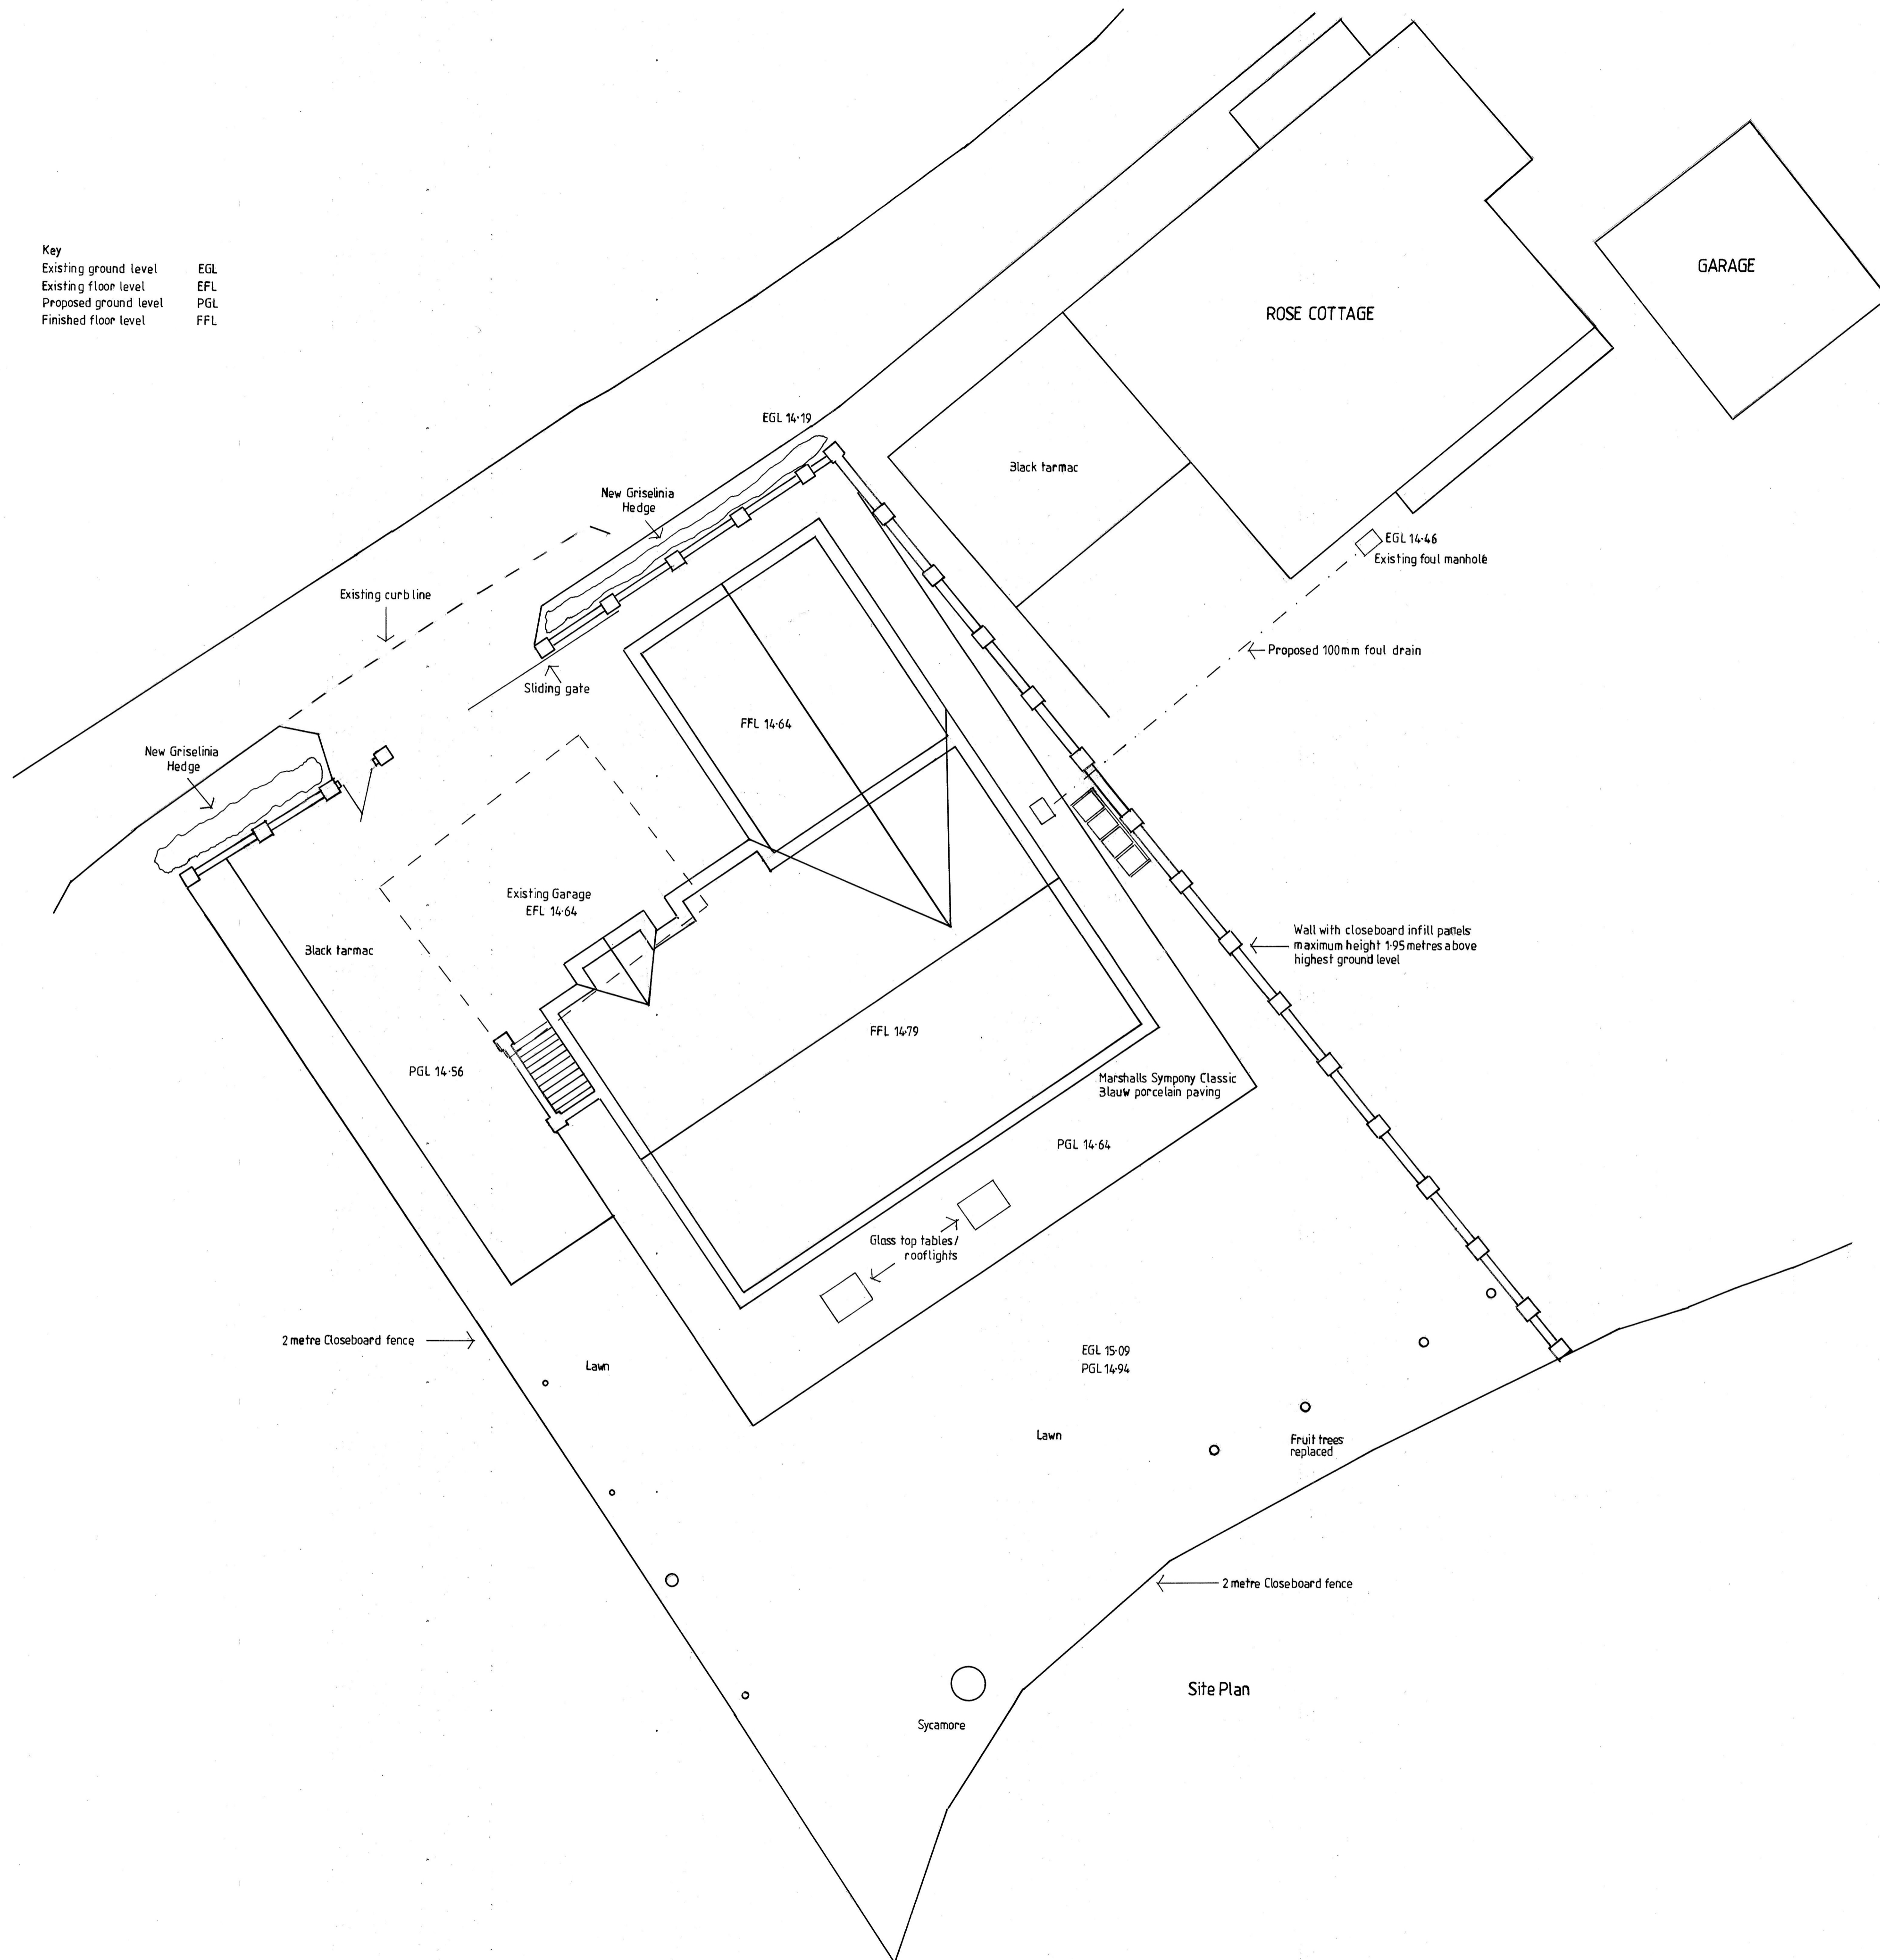 Key
Existing ground level EGL
Existing floor level EFL
Proposed ground level PGL
Finished floor level FFL
GARAGE
ROSE COTTAGE
EGL 14·19
Black tarmac
New Griselinia
Hedge
EGL 14·46
Existing foul manhole
Existing curb line
Proposed 100mm foul drain
Sliding gate
FFL 14·64
New Griselinia
Hedge
Existing Garage
EFL 14·64
Black tarmac
Wall with closeboard infill panels
maximum height 1·95 metres above
highest ground level
FFL 14·79
PGL 14·56
Marshalls Sympony Classic
Blauw porcelain paving
PGL 14·64
Glass top tables/
rooflights
2 metre Closeboard fence
Lawn
EGL 15·09
PGL 14·94
Lawn
Fruit trees
replaced
2 metre Closeboard fence
Site Plan
Sycamore